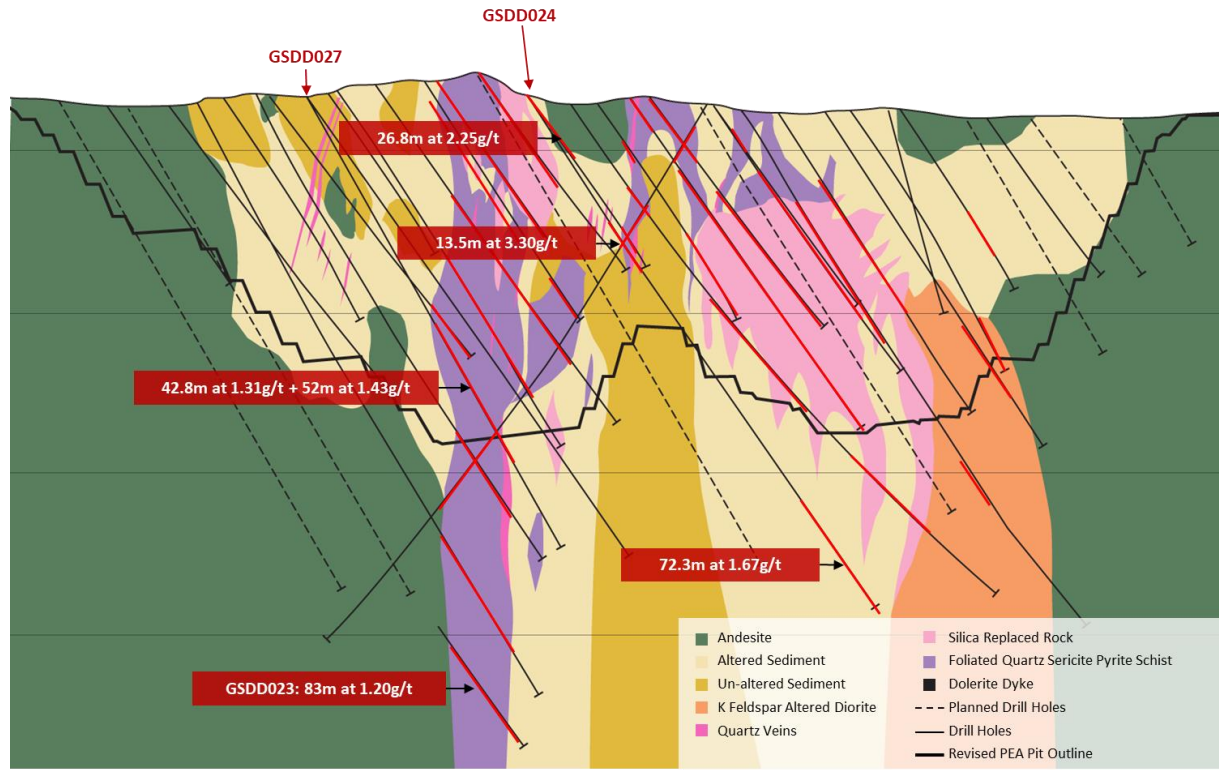 GSDD024
GSDD027
26.8m at 2.25g/t
13.5m at 3.30g/t
42.8m at 1.31g/t + 52m at 1.43g/t
72.3m at 1.67g/t
GSDD023: 83m at 1.20g/t
Andesite
Altered Sediment
Un-altered Sediment
K Feldspar Altered Diorite
Quartz Veins
Silica Replaced Rock
Foliated Quartz Sericite Pyrite Schist
Dolerite Dyke
Planned Drill Holes
Drill Holes
Revised PEA Pit Outline